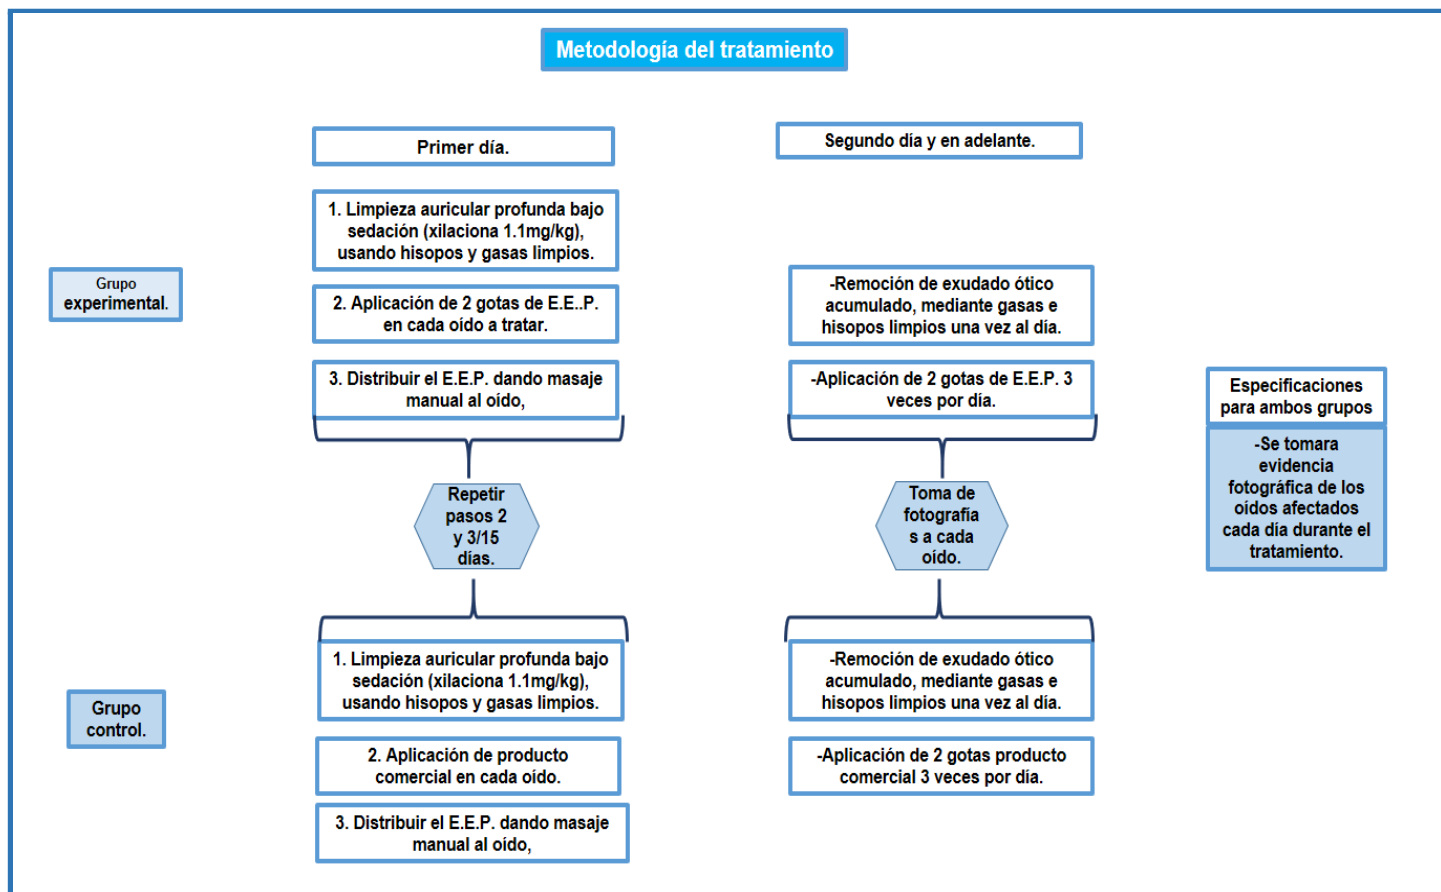 Metodología del tratamiento
Primer día.
Segundo día y en adelante.
Grupo
experimental.
1. Limpieza auricular profunda bajo
sedación (xilaciona 1.1mg/kg),
usando hisopos y gasas limpios.
2. Aplicación de 2 gotas de E.E..P.
en cada oído a tratar.
3. Distribuir el E.E.P. dando masaje
manual al oído,
-Remoción de exudado ótico
acumulado, mediante gasas e
hisopos limpios una vez al día.
-Aplicación de 2 gotas de E.E.P. 3
veces por día.
Especificaciones
para ambos grupos
-Se tomara
evidencia
fotográfica de los
oídos afectados
cada día durante el
tratamiento.
Repetir
pasos 2
y 3/15
días.
Toma de
fotografía
s a cada
oído.
Grupo
control.
1. Limpieza auricular profunda bajo
sedación (xilaciona 1.1mg/kg),
usando hisopos y gasas limpios.
2. Aplicación de producto
comercial en cada oído.
3. Distribuir el E.E.P. dando masaje
manual al oído,
-Remoción de exudado ótico
acumulado, mediante gasas e
hisopos limpios una vez al día.
-Aplicación de 2 gotas producto
comercial 3 veces por día.